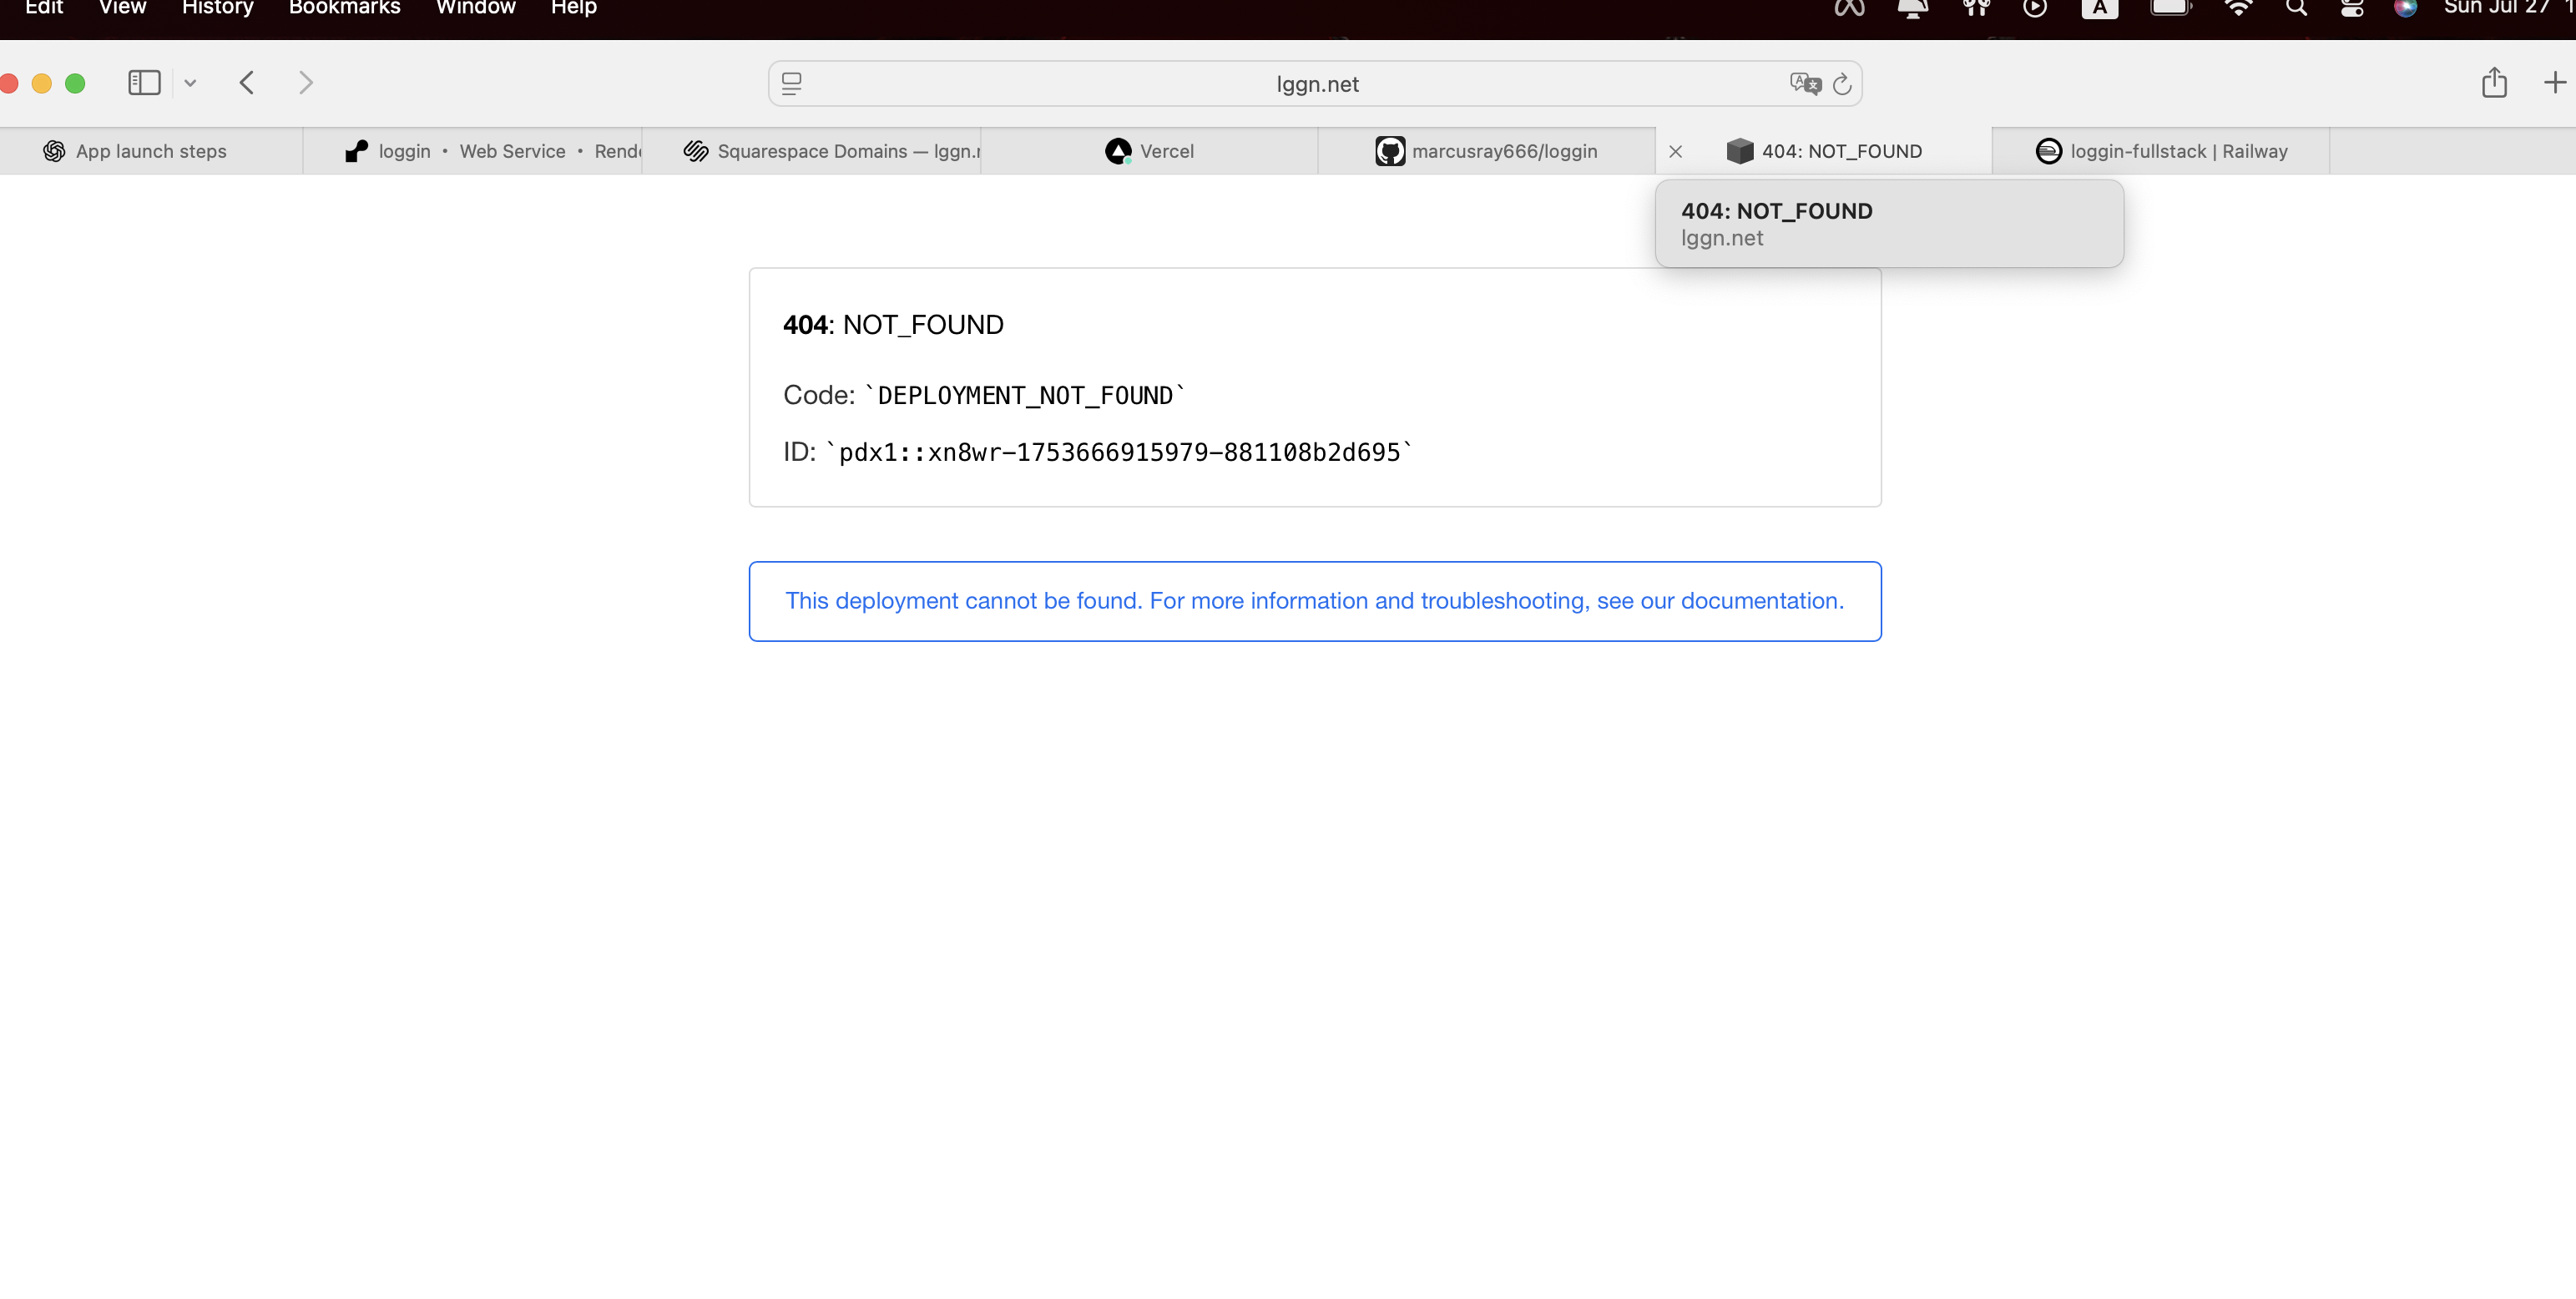 Edit View History Bookmarks Window Help A Sun Jul 27
lggn.net
App launch steps
loggin • Web Service • Rende
Squarespace Domains — lggn.n
Vercel
marcusray666/loggin
404: NOT_FOUND
loggin-fullstack | Railway
404: NOT_FOUND
lggn.net
404: NOT_FOUND
Code: `DEPLOYMENT_NOT_FOUND`
ID: `pdx1::xn8wr-1753666915979-881108b2d695`
This deployment cannot be found. For more information and troubleshooting, see our documentation.